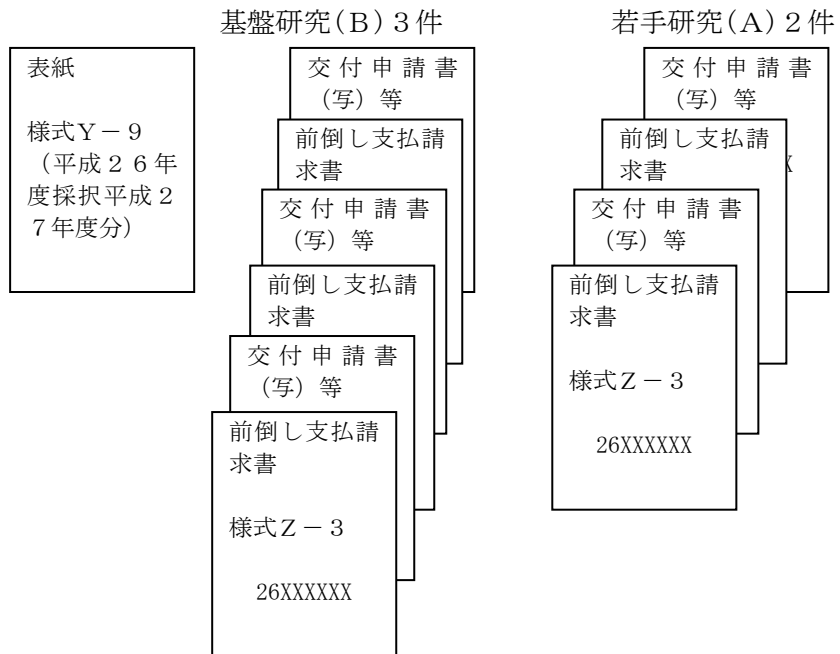 基盤研究（Ｂ）３件
若手研究（Ａ）２件
表紙
様式Ｙ－９
（平成２６年
度採択平成２
７年度分）
交付申請書
（写）等
前倒し支払請
求書
交付申請書
（写）等
前倒し支払請
求書
交付申請書
（写）等
前倒し支払請
求書
様式Ｚ－３
26XXXXXX
交付申請書
（写）等
X
前倒し支払請
求書
交付申請書
（写）等
前倒し支払請
求書
様式Ｚ－３
26XXXXXX